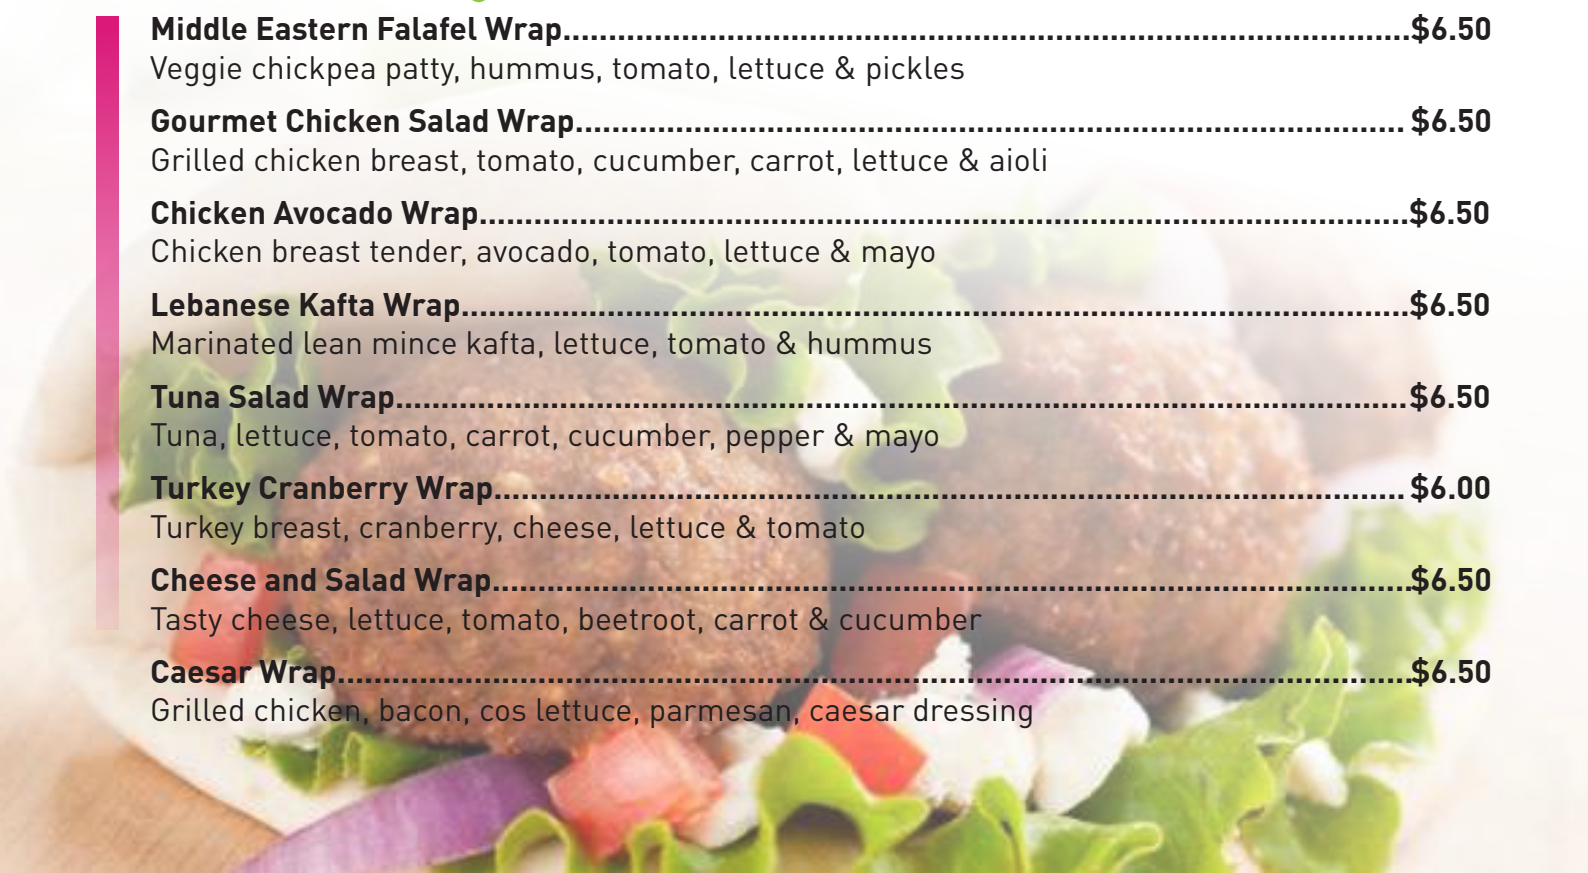 Middle Eastern Falafel Wrap..........................................................................................$6.50
Veggie chickpea patty, hummus, tomato, lettuce & pickles
Gourmet Chicken Salad Wrap........................................................................................ $6.50
Grilled chicken breast, tomato, cucumber, carrot, lettuce & aioli
Chicken Avocado Wrap...................................................................................................$6.50
Chicken breast tender, avocado, tomato, lettuce & mayo
Lebanese Kafta Wrap.....................................................................................................$6.50
Marinated lean mince kafta, lettuce, tomato & hummus
Tuna Salad Wrap............................................................................................................$6.50
Tuna, lettuce, tomato, carrot, cucumber, pepper & mayo
Turkey Cranberry Wrap................................................................................................. $6.00
Turkey breast, cranberry, cheese, lettuce & tomato
Cheese and Salad Wrap..................................................................................................$6.50
Tasty cheese, lettuce, tomato, beetroot, carrot & cucumber
Caesar Wrap...................................................................................................................$6.50
Grilled chicken, bacon, cos lettuce, parmesan, caesar dressing